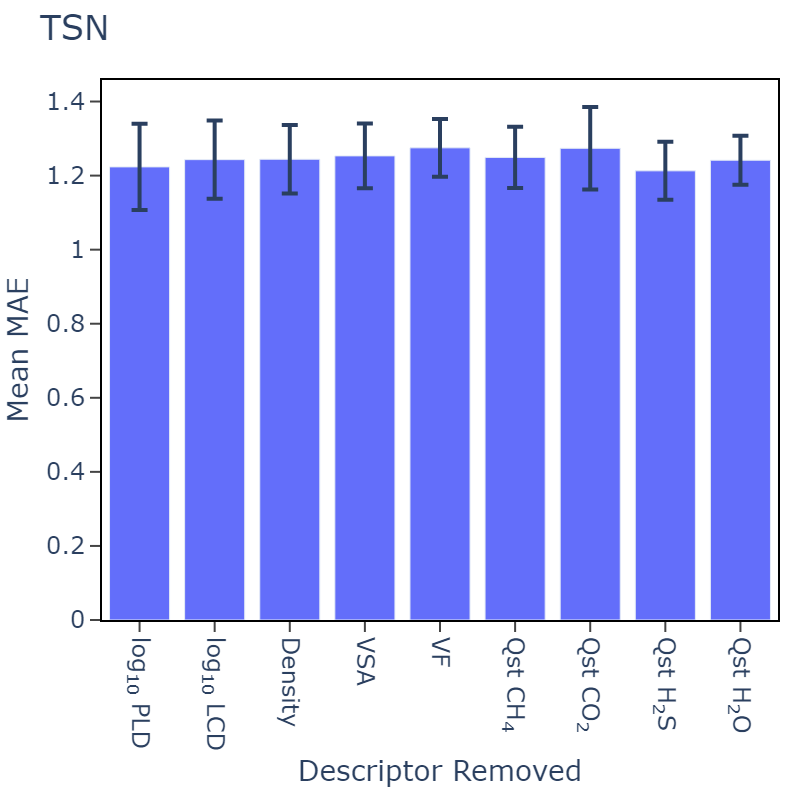 TSN
Mean MAE
1.4
1.2
1
0.8
0.6
0.4
0.2
0
log₁₀ PLD
log₁₀ LCD
Density
VSA
VF
Qst CH₄
Qst CO₂
Qst H₂S
Qst H₂O
Descriptor Removed